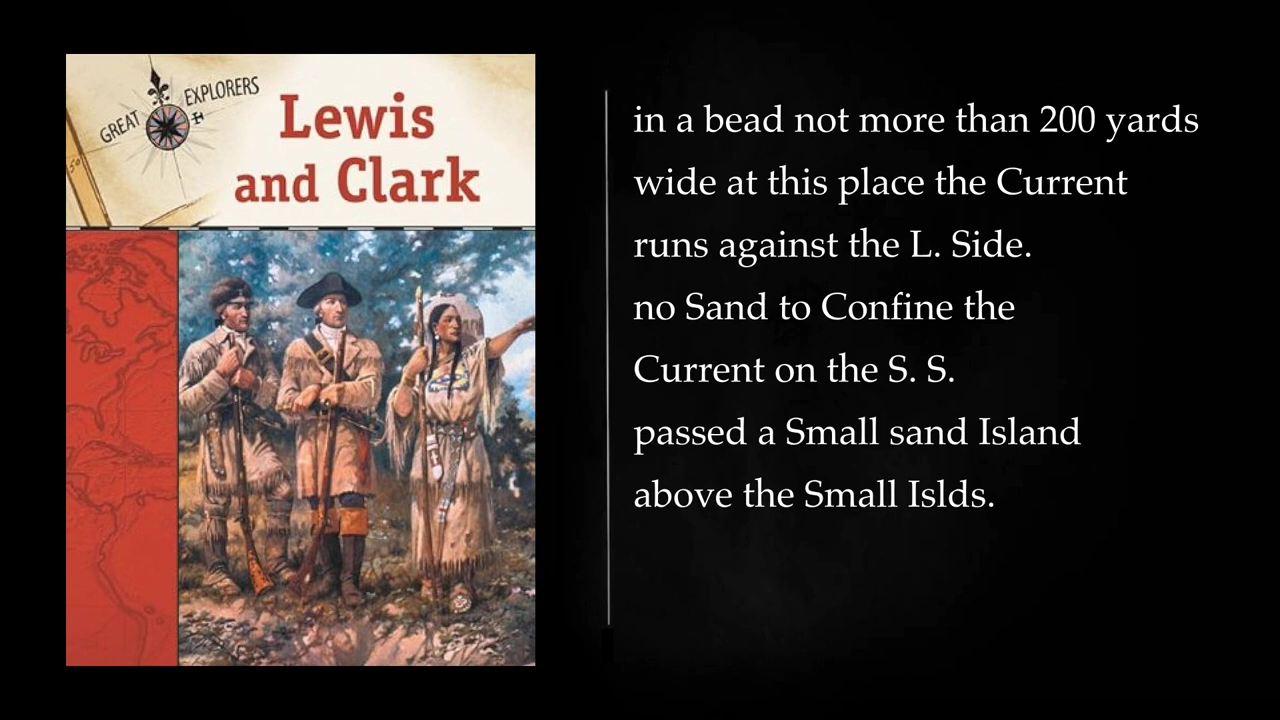 GREAT EXPLORERS
Lewis
and Clark
in a bead not more than 200 yards
wide at this place the Current
runs against the L. Side.
no Sand to Confine the
Current on the S. S.
passed a Small sand Island
above the Small Islds.